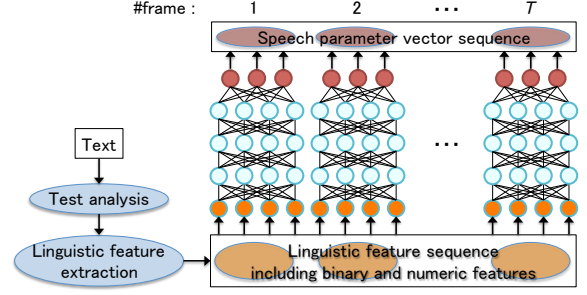 #frame : 1 2 ... T
Speech parameter vector sequence
...
Text
Test analysis
Linguistic feature
extraction
Linguistic feature sequence
including binary and numeric features